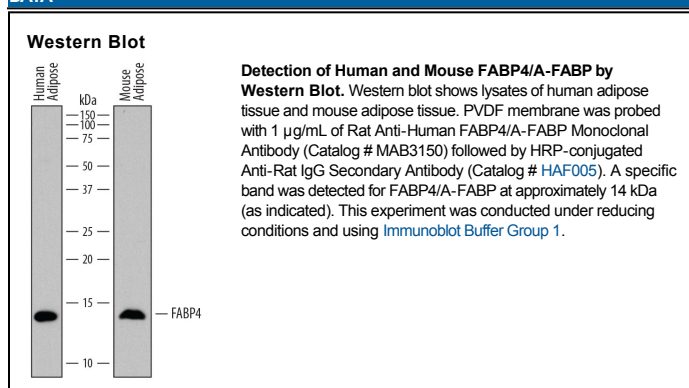 DATA
Western Blot
Human Adipose
kDa
Mouse Adipose
150
100
75
50
37
25
20
15
10
FABP4
Detection of Human and Mouse FABP4/A-FABP by
Western Blot. Western blot shows lysates of human adipose
tissue and mouse adipose tissue. PVDF membrane was probed
with 1 µg/mL of Rat Anti-Human FABP4/A-FABP Monoclonal
Antibody (Catalog # MAB3150) followed by HRP-conjugated
Anti-Rat IgG Secondary Antibody (Catalog # HAF005). A specific
band was detected for FABP4/A-FABP at approximately 14 kDa
(as indicated). This experiment was conducted under reducing
conditions and using Immunoblot Buffer Group 1.